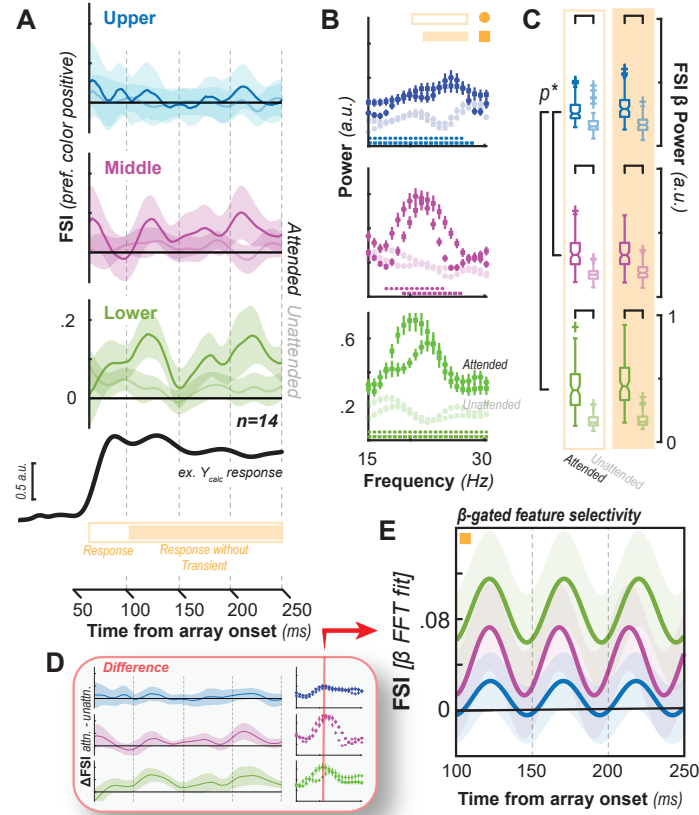 A
Upper
FSI (pref. color positive)
Middle
Attended
Unattended
Lower
.2
0
n=14
0.5 a.u.
ex. Ycalc response
Response
Response without
Transient
50
100
150
200
250
Time from array onset (ms)
B
Power (a.u.)
.6
Attended
Unattended
.2
15
30
Frequency (Hz)
C
p*
FSI β Power
(a.u.)
1
0
Attended
Unattended
D
Difference
ΔFSI attn. - unattn.
E
β-gated feature selectivity
FSI [β FFT fit]
.08
0
100
150
200
250
Time from array onset (ms)